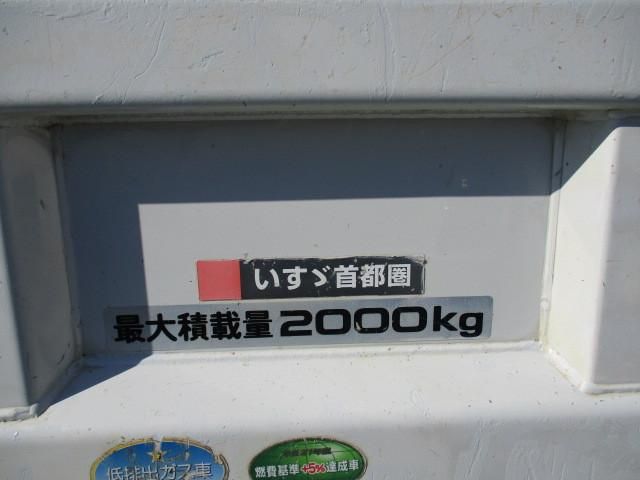 いすゞ首都圏
最大積載量2000kg
低排出ガス車
燃費基準+5%達成車